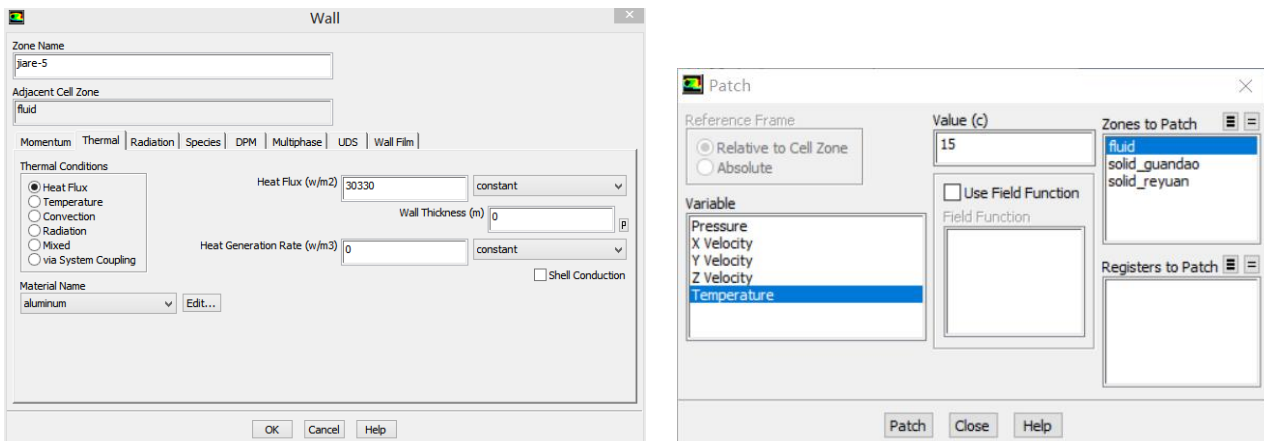 Wall
Zone Name
jiare-5
Adjacent Cell Zone
fluid
Momentum Thermal Radiation Species DPM Multiphase UDS Wall Film
Thermal Conditions
Heat Flux
Temperature
Convection
Radiation
Mixed
via System Coupling
Heat Flux (w/m2) 30330 constant
Wall Thickness (m) 0 P
Heat Generation Rate (w/m3) 0 constant
Shell Conduction
Material Name
aluminum Edit...
OK Cancel Help
Patch
Reference Frame
Relative to Cell Zone
Absolute
Variable
Pressure
X Velocity
Y Velocity
Z Velocity
Temperature
Value (c)
15
Use Field Function
Field Function
Zones to Patch
fluid
solid_guandao
solid_reyuan
Registers to Patch
Patch Close Help